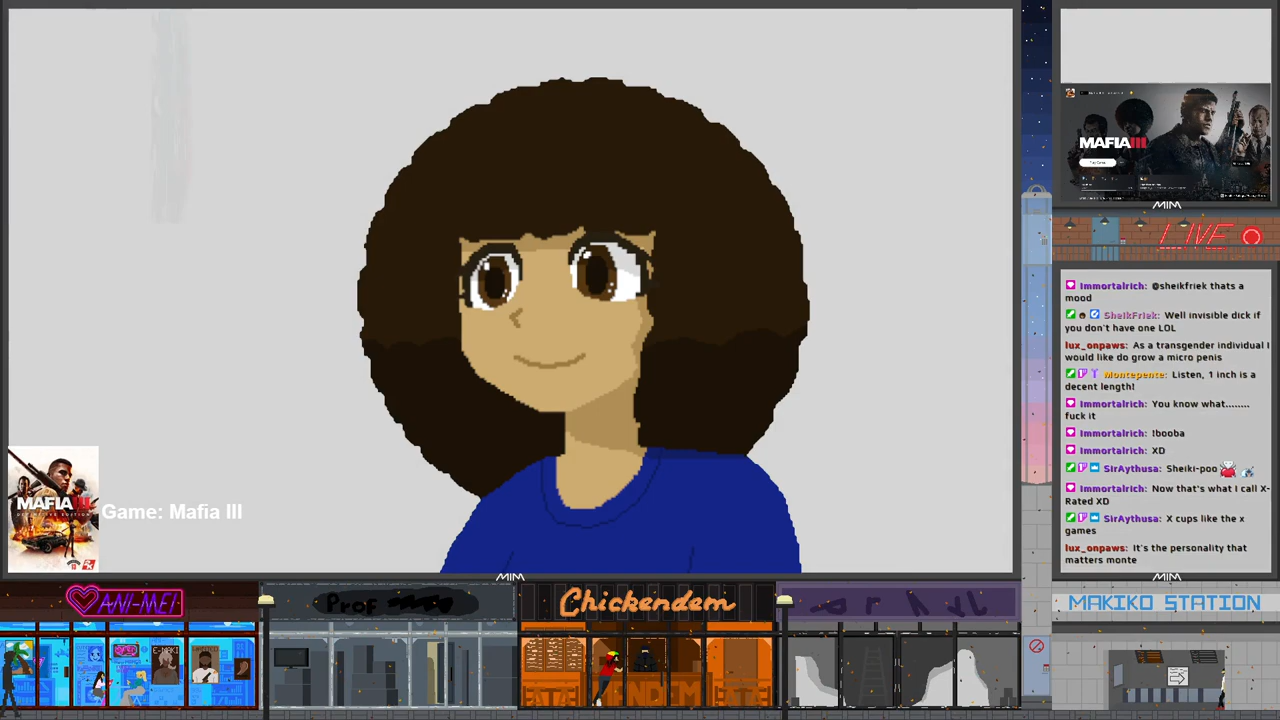 MAFIA III
MIM
LIVE
Immortalrich: @sheikfriek thats a
mood
SheikFriek: Well invisible dick if
you don't have one LOL
lux_onpaws: As a transgender individual I
would like do grow a micro penis
Montepente: Listen, 1 inch is a
decent length!
Immortalrich: You know what........
fuck it
Immortalrich: !booba
Immortalrich: XD
SirAythusa: Sheiki-poo
Immortalrich: Now that's what I call X-
Rated XD
SirAythusa: X cups like the x
games
lux_onpaws: It's the personality that
matters monte
MAFIA III
Game: Mafia III
MIM
MIM
ANI-MEI
Prof
Chickendem
MAKIKO STATION
E-MAKI